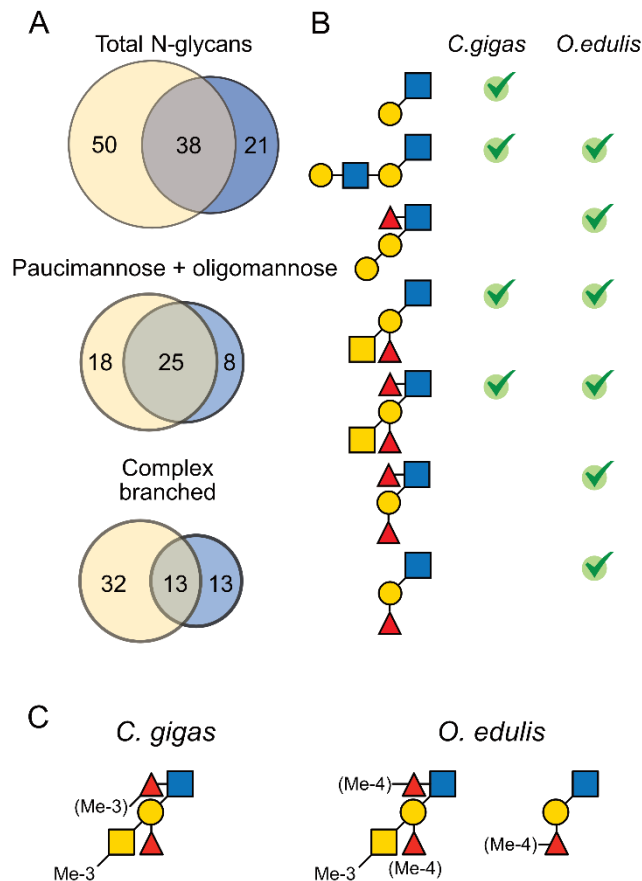 A
Total N-glycans
50
38
21
Paucimannose + oligomannose
18
25
8
Complex
branched
32
13
13
B
C.gigas
O.edulis
C
C. gigas
(Me-3)
Me-3
O. edulis
(Me-4)
Me-3
(Me-4)
(Me-4)